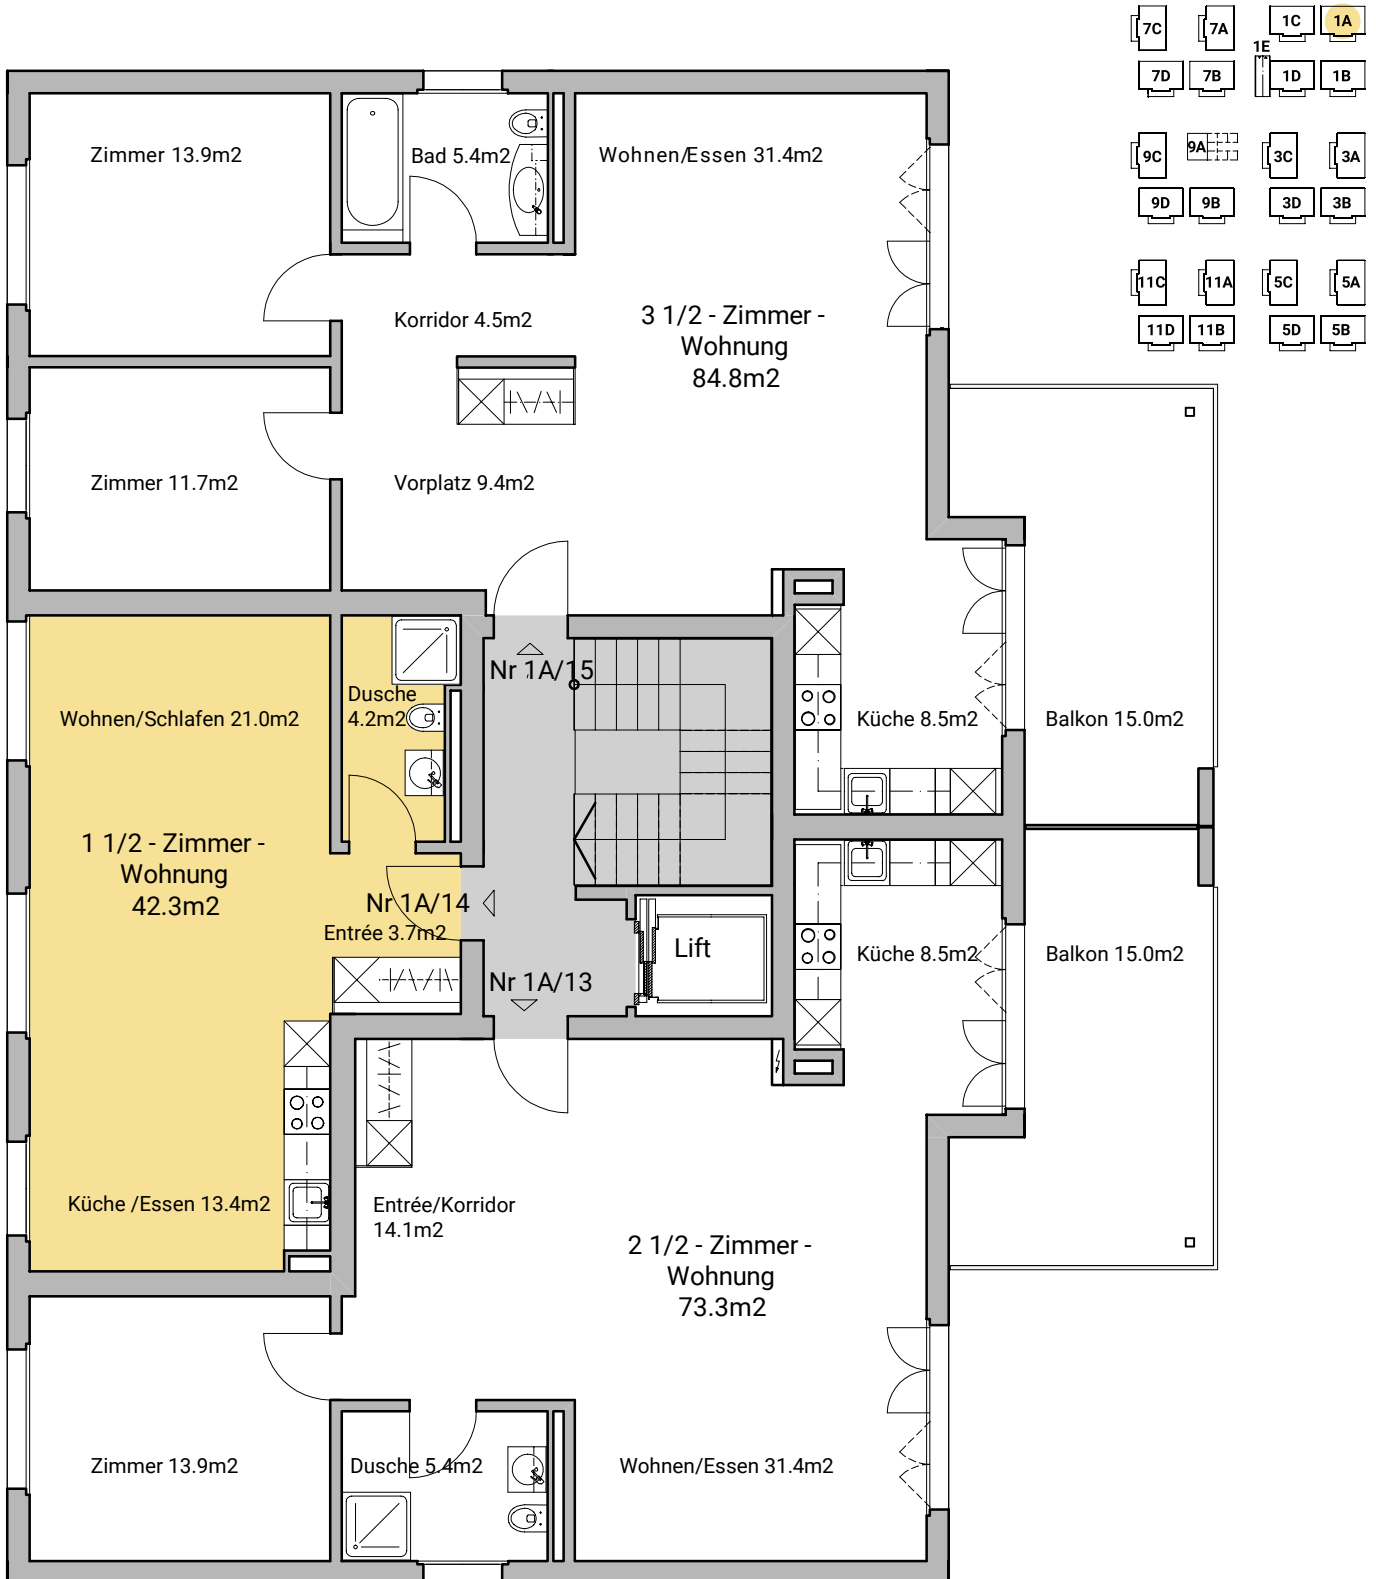 7C 7A 1C 1A
1E
7D 7B 1D 1B
9C 9A 3C 3A
9D 9B 3D 3B
11C 11A 5C 5A
11D 11B 5D 5B
Zimmer 13.9m2
Bad 5.4m2
Wohnen/Essen 31.4m2
Korridor 4.5m2
3 1/2 - Zimmer -
Wohnung
84.8m2
Zimmer 11.7m2
Vorplatz 9.4m2
Nr 1A/15
Dusche
4.2m2
Wohnen/Schlafen 21.0m2
Küche 8.5m2
Balkon 15.0m2
1 1/2 - Zimmer -
Wohnung
42.3m2
Nr 1A/14
Entrée 3.7m2
Lift
Nr 1A/13
Küche 8.5m2
Balkon 15.0m2
Küche /Essen 13.4m2
Entrée/Korridor
14.1m2
2 1/2 - Zimmer -
Wohnung
73.3m2
Zimmer 13.9m2
Dusche 5.4m2
Wohnen/Essen 31.4m2